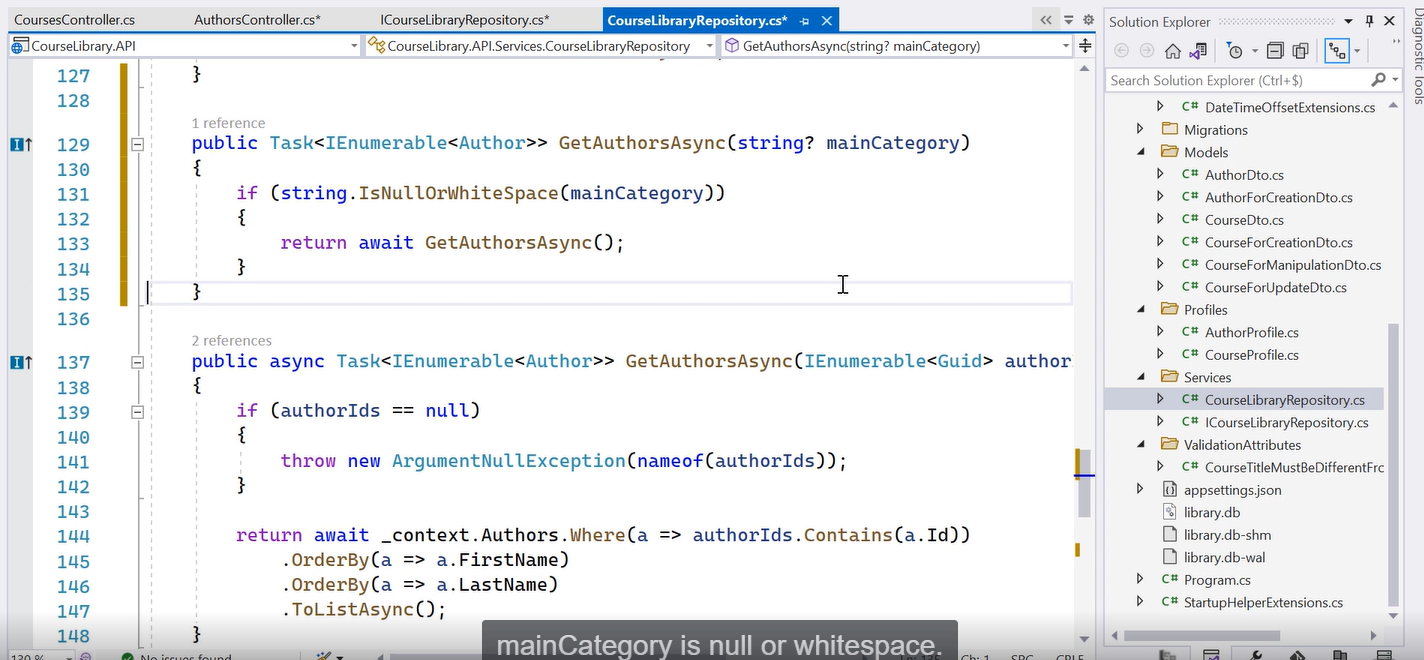 CoursesController.cs AuthorsController.cs* ICourseLibraryRepository.cs* CourseLibraryRepository.cs*
CourseLibrary.API CourseLibrary.API.Services.CourseLibraryRepository GetAuthorsAsync(string? mainCategory)
127 }
128
1 reference
129 public Task<IEnumerable<Author>> GetAuthorsAsync(string? mainCategory)
130 {
131 if (string.IsNullOrWhiteSpace(mainCategory))
132 {
133 return await GetAuthorsAsync();
134 }
135 }
136
2 references
137 public async Task<IEnumerable<Author>> GetAuthorsAsync(IEnumerable<Guid> author
138 {
139 if (authorIds == null)
140 {
141 throw new ArgumentNullException(nameof(authorIds));
142 }
143
144 return await _context.Authors.Where(a => authorIds.Contains(a.Id))
145 .OrderBy(a => a.FirstName)
146 .OrderBy(a => a.LastName)
147 .ToListAsync();
148 }
mainCategory is null or whitespace.
130 % No issues found Ch: 1 SPC CRLF
Solution Explorer
Search Solution Explorer (Ctrl+$)
C# DateTimeOffsetExtensions.cs
Migrations
Models
C# AuthorDto.cs
C# AuthorForCreationDto.cs
C# CourseDto.cs
C# CourseForCreationDto.cs
C# CourseForManipulationDto.cs
C# CourseForUpdateDto.cs
Profiles
C# AuthorProfile.cs
C# CourseProfile.cs
Services
C# CourseLibraryRepository.cs
C# ICourseLibraryRepository.cs
ValidationAttributes
C# CourseTitleMustBeDifferentFrc
appsettings.json
library.db
library.db-shm
library.db-wal
C# Program.cs
C# StartupHelperExtensions.cs
Diagnostic Tools